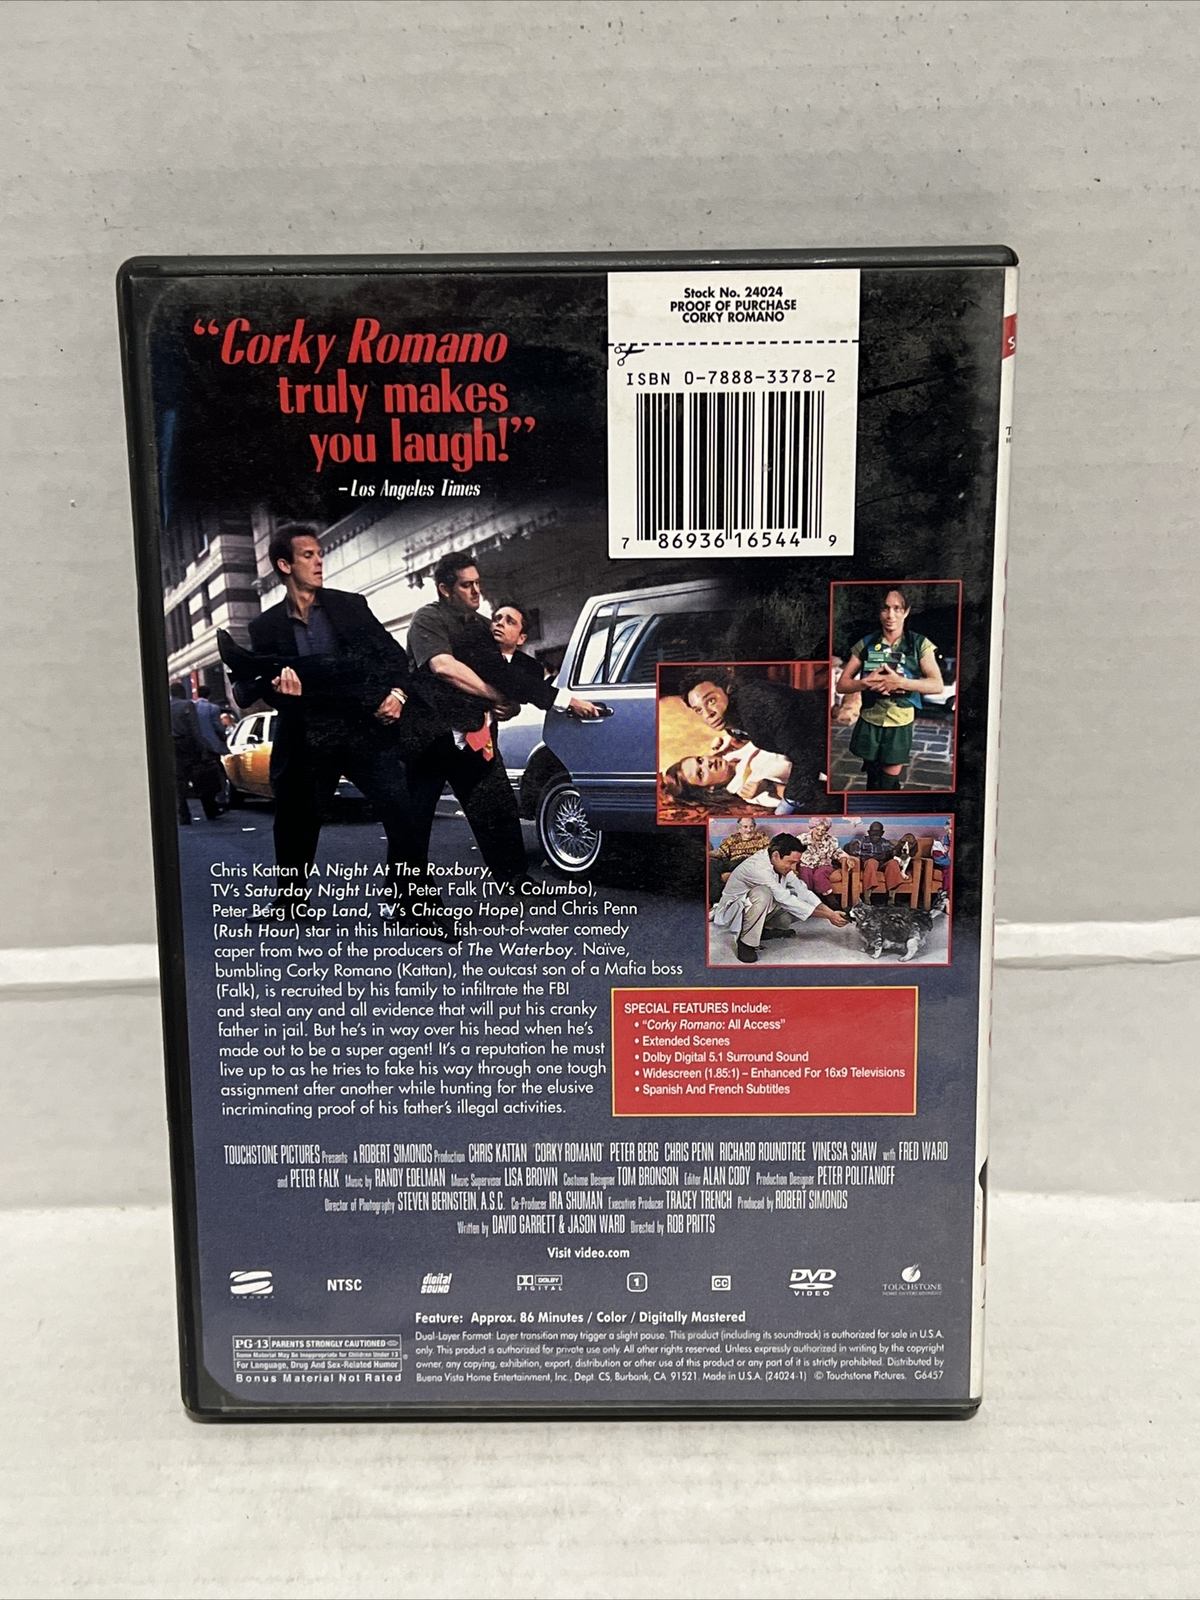 “Corky Romano
truly makes
you laugh!”
–Los Angeles Times
Stock No. 24024
PROOF OF PURCHASE
CORKY ROMANO
ISBN 0-7888-3378-2
7 86936 16544 9
Chris Kattan (A Night At The Roxbury,
TV's Saturday Night Live), Peter Falk (TV's Columbo),
Peter Berg (Cop Land, TV's Chicago Hope) and Chris Penn
(Rush Hour) star in this hilarious, fish-out-of-water comedy
caper from two of the producers of The Waterboy. Naïve,
bumbling Corky Romano (Kattan), the outcast son of a Mafia boss
(Falk), is recruited by his family to infiltrate the FBI
and steal any and all evidence that will put his cranky
father in jail. But he's in way over his head when he's
made out to be a super agent! It's a reputation he must
live up to as he tries to fake his way through one tough
assignment after another while hunting for the elusive
incriminating proof of his father's illegal activities.
SPECIAL FEATURES Include:
• “Corky Romano: All Access”
• Extended Scenes
• Dolby Digital 5.1 Surround Sound
• Widescreen (1.85:1) – Enhanced For 16x9 Televisions
• Spanish And French Subtitles
TOUCHSTONE PICTURES Presents A ROBERT SIMONDS Production CHRIS KATTAN "CORKY ROMANO" PETER BERG CHRIS PENN RICHARD ROUNDTREE VINESSA SHAW with FRED WARD
and PETER FALK Music by RANDY EDELMAN Music Supervisor LISA BROWN Costume Designer TOM BRONSON Editor ALAN CODY Production Designer PETER POLITANOFF
Director of Photography STEVEN BERNSTEIN, A.S.C. Co-Producer IRA SHUMAN Executive Producer TRACEY TRENCH Produced by ROBERT SIMONDS
Written by DAVID GARRETT & JASON WARD Directed by ROB PRITTS
Visit video.com
SIMONDS NTSC digital SOUND DOLBY DIGITAL 1 CC DVD VIDEO TOUCHSTONE HOME ENTERTAINMENT
Feature: Approx. 86 Minutes / Color / Digitally Mastered
PG-13 PARENTS STRONGLY CAUTIONED
Some Material May Be Inappropriate for Children Under 13
For Language, Drug And Sex-Related Humor
Bonus Material Not Rated
Dual-Layer Format: Layer transition may trigger a slight pause. This product (including its soundtrack) is authorized for sale in U.S.A.
only. This product is authorized for private use only. All other rights reserved. Unless expressly authorized in writing by the copyright
owner, any copying, exhibition, export, distribution or other use of this product or any part of it is strictly prohibited. Distributed by
Buena Vista Home Entertainment, Inc., Dept. CS, Burbank, CA 91521. Made in U.S.A. (24024-1) © Touchstone Pictures. G6457